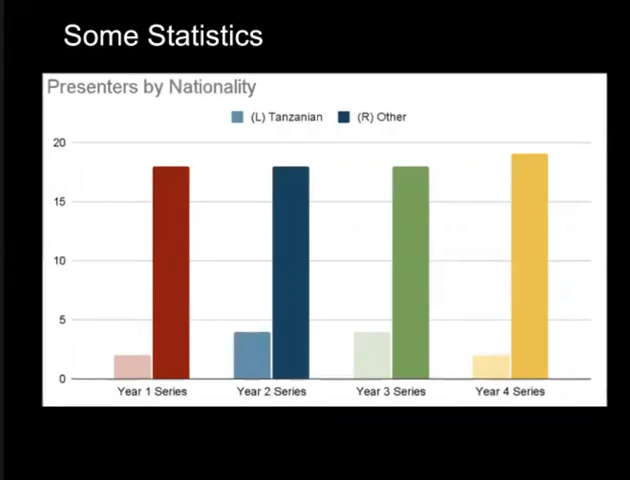 Some Statistics
Presenters by Nationality
(L) Tanzanian (R) Other
20
15
10
5
0
Year 1 Series Year 2 Series Year 3 Series Year 4 Series